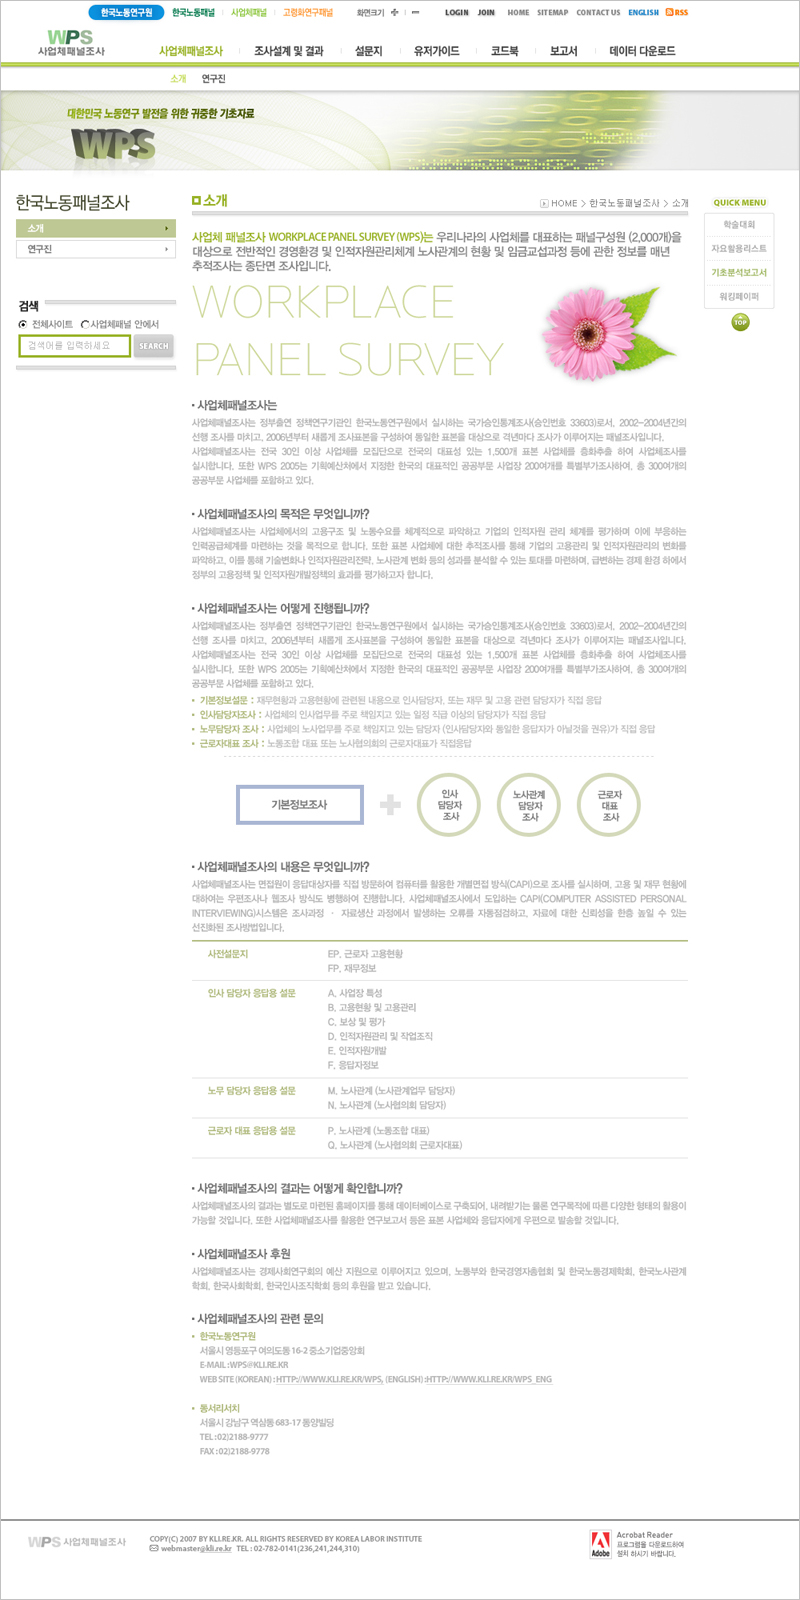 한국노동연구원 한국노동패널 사업체패널 고령화연구패널 화면크기 LOGIN JOIN HOME SITEMAP CONTACT US ENGLISH RSS
WPS
사업체패널조사
사업체패널조사 조사설계 및 결과 설문지 유저가이드 코드북 보고서 데이터 다운로드
소개 연구진
대한민국 노동연구 발전을 위한 귀중한 기초자료
WPS
한국노동패널조사
소개
연구진
검색
전체사이트 사업체패널 안에서
검색어를 입력하세요 SEARCH
소개
HOME > 한국노동패널조사 > 소개
사업체 패널조사 WORKPLACE PANEL SURVEY (WPS)는 우리나라의 사업체를 대표하는 패널구성원 (2,000개)을
대상으로 전반적인 경영환경 및 인적자원관리체계 노사관계의 현황 및 임금교섭과정 등에 관한 정보를 매년
추적조사는 종단면 조사입니다.
WORKPLACE
PANEL SURVEY
QUICK MENU
학술대회
자요활용리스트
기초분석보고서
워킹페이퍼
TOP
· 사업체패널조사는
사업체패널조사는 정부출연 정책연구기관인 한국노동연구원에서 실시하는 국가승인통계조사(승인번호 33603)로서, 2002-2004년간의
선행 조사를 마치고, 2006년부터 새롭게 조사표본을 구성하여 동일한 표본을 대상으로 격년마다 조사가 이루어지는 패널조사입니다.
사업체패널조사는 전국 30인 이상 사업체를 모집단으로 전국의 대표성 있는 1,500개 표본 사업체를 층화추출 하여 사업체조사를
실시합니다. 또한 WPS 2005는 기획예산처에서 지정한 한국의 대표적인 공공부문 사업장 200여개를 특별부가조사하여, 총 300여개의
공공부문 사업체를 포함하고 있다.
· 사업체패널조사의 목적은 무엇입니까?
사업체패널조사는 사업체에서의 고용구조 및 노동수요를 체계적으로 파악하고 기업의 인적자원 관리 체계를 평가하며 이에 부응하는
인력공급체계를 마련하는 것을 목적으로 합니다. 또한 표본 사업체에 대한 추적조사를 통해 기업의 고용관리 및 인적자원관리의 변화를
파악하고, 이를 통해 기술변화나 인적자원관리전략, 노사관계 변화 등의 성과를 분석할 수 있는 토대를 마련하며, 급변하는 경제 환경 하에서
정부의 고용정책 및 인적자원개발정책의 효과를 평가하고자 합니다.
· 사업체패널조사는 어떻게 진행됩니까?
사업체패널조사는 정부출연 정책연구기관인 한국노동연구원에서 실시하는 국가승인통계조사(승인번호 33603)로서, 2002-2004년간의
선행 조사를 마치고, 2006년부터 새롭게 조사표본을 구성하여 동일한 표본을 대상으로 격년마다 조사가 이루어지는 패널조사입니다.
사업체패널조사는 전국 30인 이상 사업체를 모집단으로 전국의 대표성 있는 1,500개 표본 사업체를 층화추출 하여 사업체조사를
실시합니다. 또한 WPS 2005는 기획예산처에서 지정한 한국의 대표적인 공공부문 사업장 200여개를 특별부가조사하여, 총 300여개의
공공부문 사업체를 포함하고 있다.
· 기본정보설문 : 재무현황과 고용현황에 관련된 내용으로 인사담당자, 또는 재무 및 고용 관련 담당자가 직접 응답
· 인사담당자조사 : 사업체의 인사업무를 주로 책임지고 있는 일정 직급 이상의 담당자가 직접 응답
· 노무담당자 조사 : 사업체의 노사업무를 주로 책임지고 있는 담당자 (인사담당자와 동일한 응답자가 아닐것을 권유)가 직접 응답
· 근로자대표 조사 : 노동조합 대표 또는 노사협의회의 근로자대표가 직접응답
기본정보조사
인사
담당자
조사
노사관계
담당자
조사
근로자
대표
조사
· 사업체패널조사의 내용은 무엇입니까?
사업체패널조사는 면접원이 응답대상자를 직접 방문하여 컴퓨터를 활용한 개별면접 방식(CAPI)으로 조사를 실시하며, 고용 및 재무 현황에
대하여는 우편조사나 웹조사 방식도 병행하여 진행합니다. 사업체패널조사에서 도입하는 CAPI(COMPUTER ASSISTED PERSONAL
INTERVIEWING)시스템은 조사과정 · 자료생산 과정에서 발생하는 오류를 자동점검하고, 자료에 대한 신뢰성을 한층 높일 수 있는
선진화된 조사방법입니다.
사전설문지 EP. 근로자 고용현황
FP. 재무정보
인사 담당자 응답용 설문 A. 사업장 특성
B. 고용현황 및 고용관리
C. 보상 및 평가
D. 인적자원관리 및 작업조직
E. 인적자원개발
F. 응답자정보
노무 담당자 응답용 설문 M. 노사관계 (노사관계업무 담당자)
N. 노사관계 (노사협의회 담당자)
근로자 대표 응답용 설문 P. 노사관계 (노동조합 대표)
Q. 노사관계 (노사협의회 근로자대표)
· 사업체패널조사의 결과는 어떻게 확인합니까?
사업체패널조사의 결과는 별도로 마련된 홈페이지를 통해 데이터베이스로 구축되어, 내려받기는 물론 연구목적에 따른 다양한 형태의 활용이
가능할 것입니다. 또한 사업체패널조사를 활용한 연구보고서 등은 표본 사업체와 응답자에게 우편으로 발송할 것입니다.
· 사업체패널조사 후원
사업체패널조사는 경제사회연구회의 예산 지원으로 이루어지고 있으며, 노동부와 한국경영자총협회 및 한국노동경제학회, 한국노사관계
학회, 한국사회학회, 한국인사조직학회 등의 후원을 받고 있습니다.
· 사업체패널조사의 관련 문의
· 한국노동연구원
서울시 영등포구 여의도동 16-2 중소기업중앙회
E-MAIL : WPS@KLI.RE.KR
WEB SITE (KOREAN) : HTTP://WWW.KLI.RE.KR/WPS, (ENGLISH) : HTTP://WWW.KLI.RE.KR/WPS_ENG
· 동서리서치
서울시 강남구 역삼동 683-17 동양빌딩
TEL : 02)2188-9777
FAX : 02)2188-9778
WPS 사업체패널조사
COPY(C) 2007 BY KLI.RE.KR. ALL RIGHTS RESERVED BY KOREA LABOR INSTITUTE
webmaster@kli.re.kr TEL : 02-782-0141(236,241,244,310)
Adobe
Acrobat Reader
프로그램을 다운로드하여
설치 하시기 바랍니다.